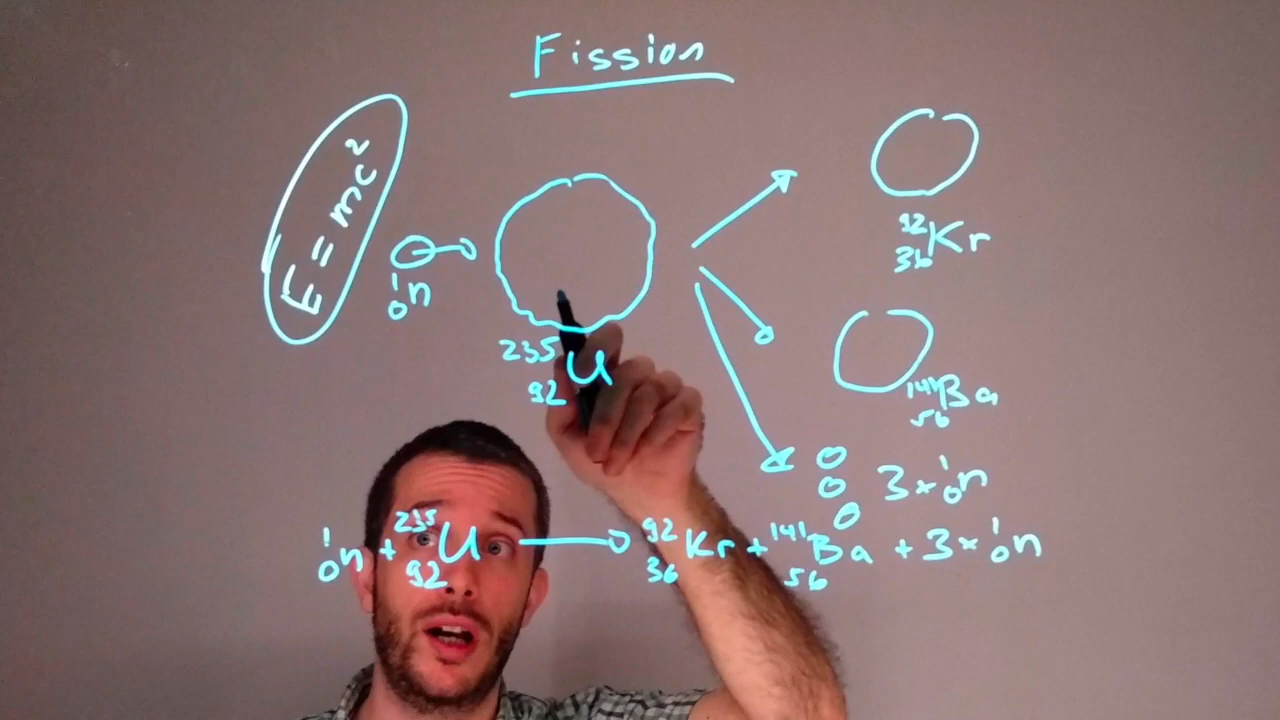 Fission
E = mc²
¹₀n
²³⁵₉₂U
⁹²₃₆Kr
¹⁴¹₅₆Ba
3 × ¹₀n
¹₀n + ²³⁵₉₂U → ⁹²₃₆Kr + ¹⁴¹₅₆Ba + 3 × ¹₀n